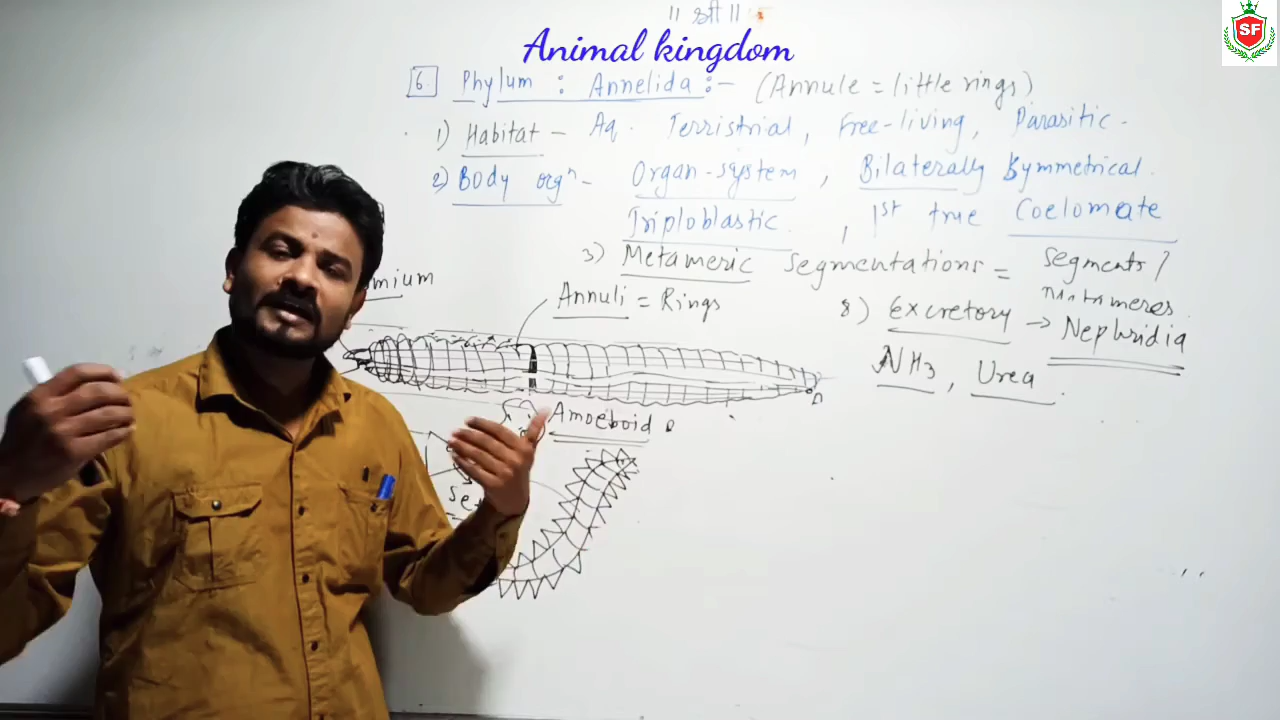 || श्री ||
SF
Animal kingdom
6. Phylum : Annelida :- (Annule = little rings)
1) Habitat - Aq. Terristrial, Free-living, Parasitic.
2) Body orgⁿ - Organ-system, Bilaterally Symmetrical.
Triploblastic, 1st true Coelomate
3) Metameric segmentations = segments /
metameres
mium
Annuli = Rings
8) Excretory → Nephridia
NH3, Urea
Amoeboid
Set